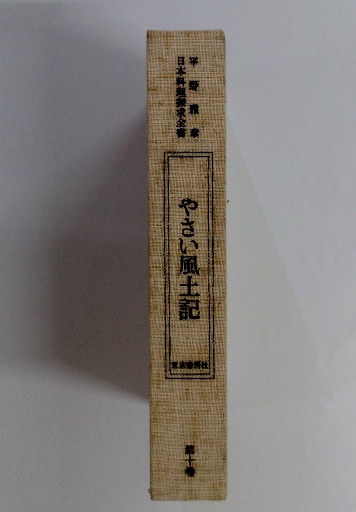 平野雅章
日本料理探求全書
やさい風土記
東京書房社
第十巻